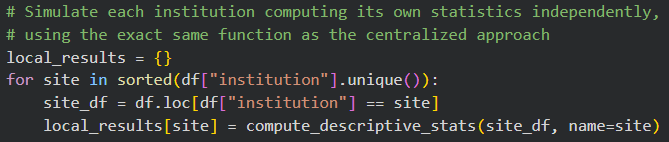 # Simulate each institution computing its own statistics independently,
# using the exact same function as the centralized approach
local_results = {}
for site in sorted(df["institution"].unique()):
    site_df = df.loc[df["institution"] == site]
    local_results[site] = compute_descriptive_stats(site_df, name=site)